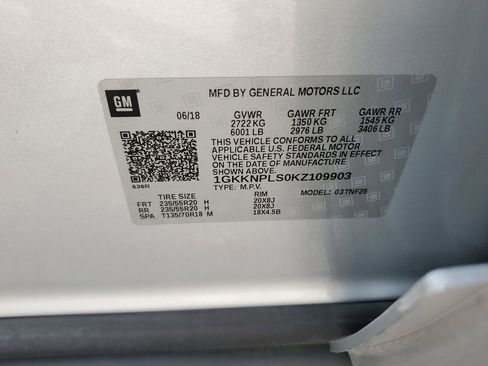 GM
MFD BY GENERAL MOTORS LLC
06/18 GVWR GAWR FRT GAWR RR
2722 KG 1350 KG 1545 KG
6001 LB 2976 LB 3406 LB
THIS VEHICLE CONFORMS TO ALL
APPLICABLE U.S. FEDERAL MOTOR
VEHICLE SAFETY STANDARDS IN EFFECT
ON THE DATE OF MANUFACTURE
SHOWN ABOVE.
1GKKNPLS0KZ109903
636R TYPE: M.P.V. MODEL: 03TNF26
TIRE SIZE RIM
FRT 235/55R20 H 20X8J
RR 235/55R20 H 20X8J
SPA T135/70R18 M 18X4.5B